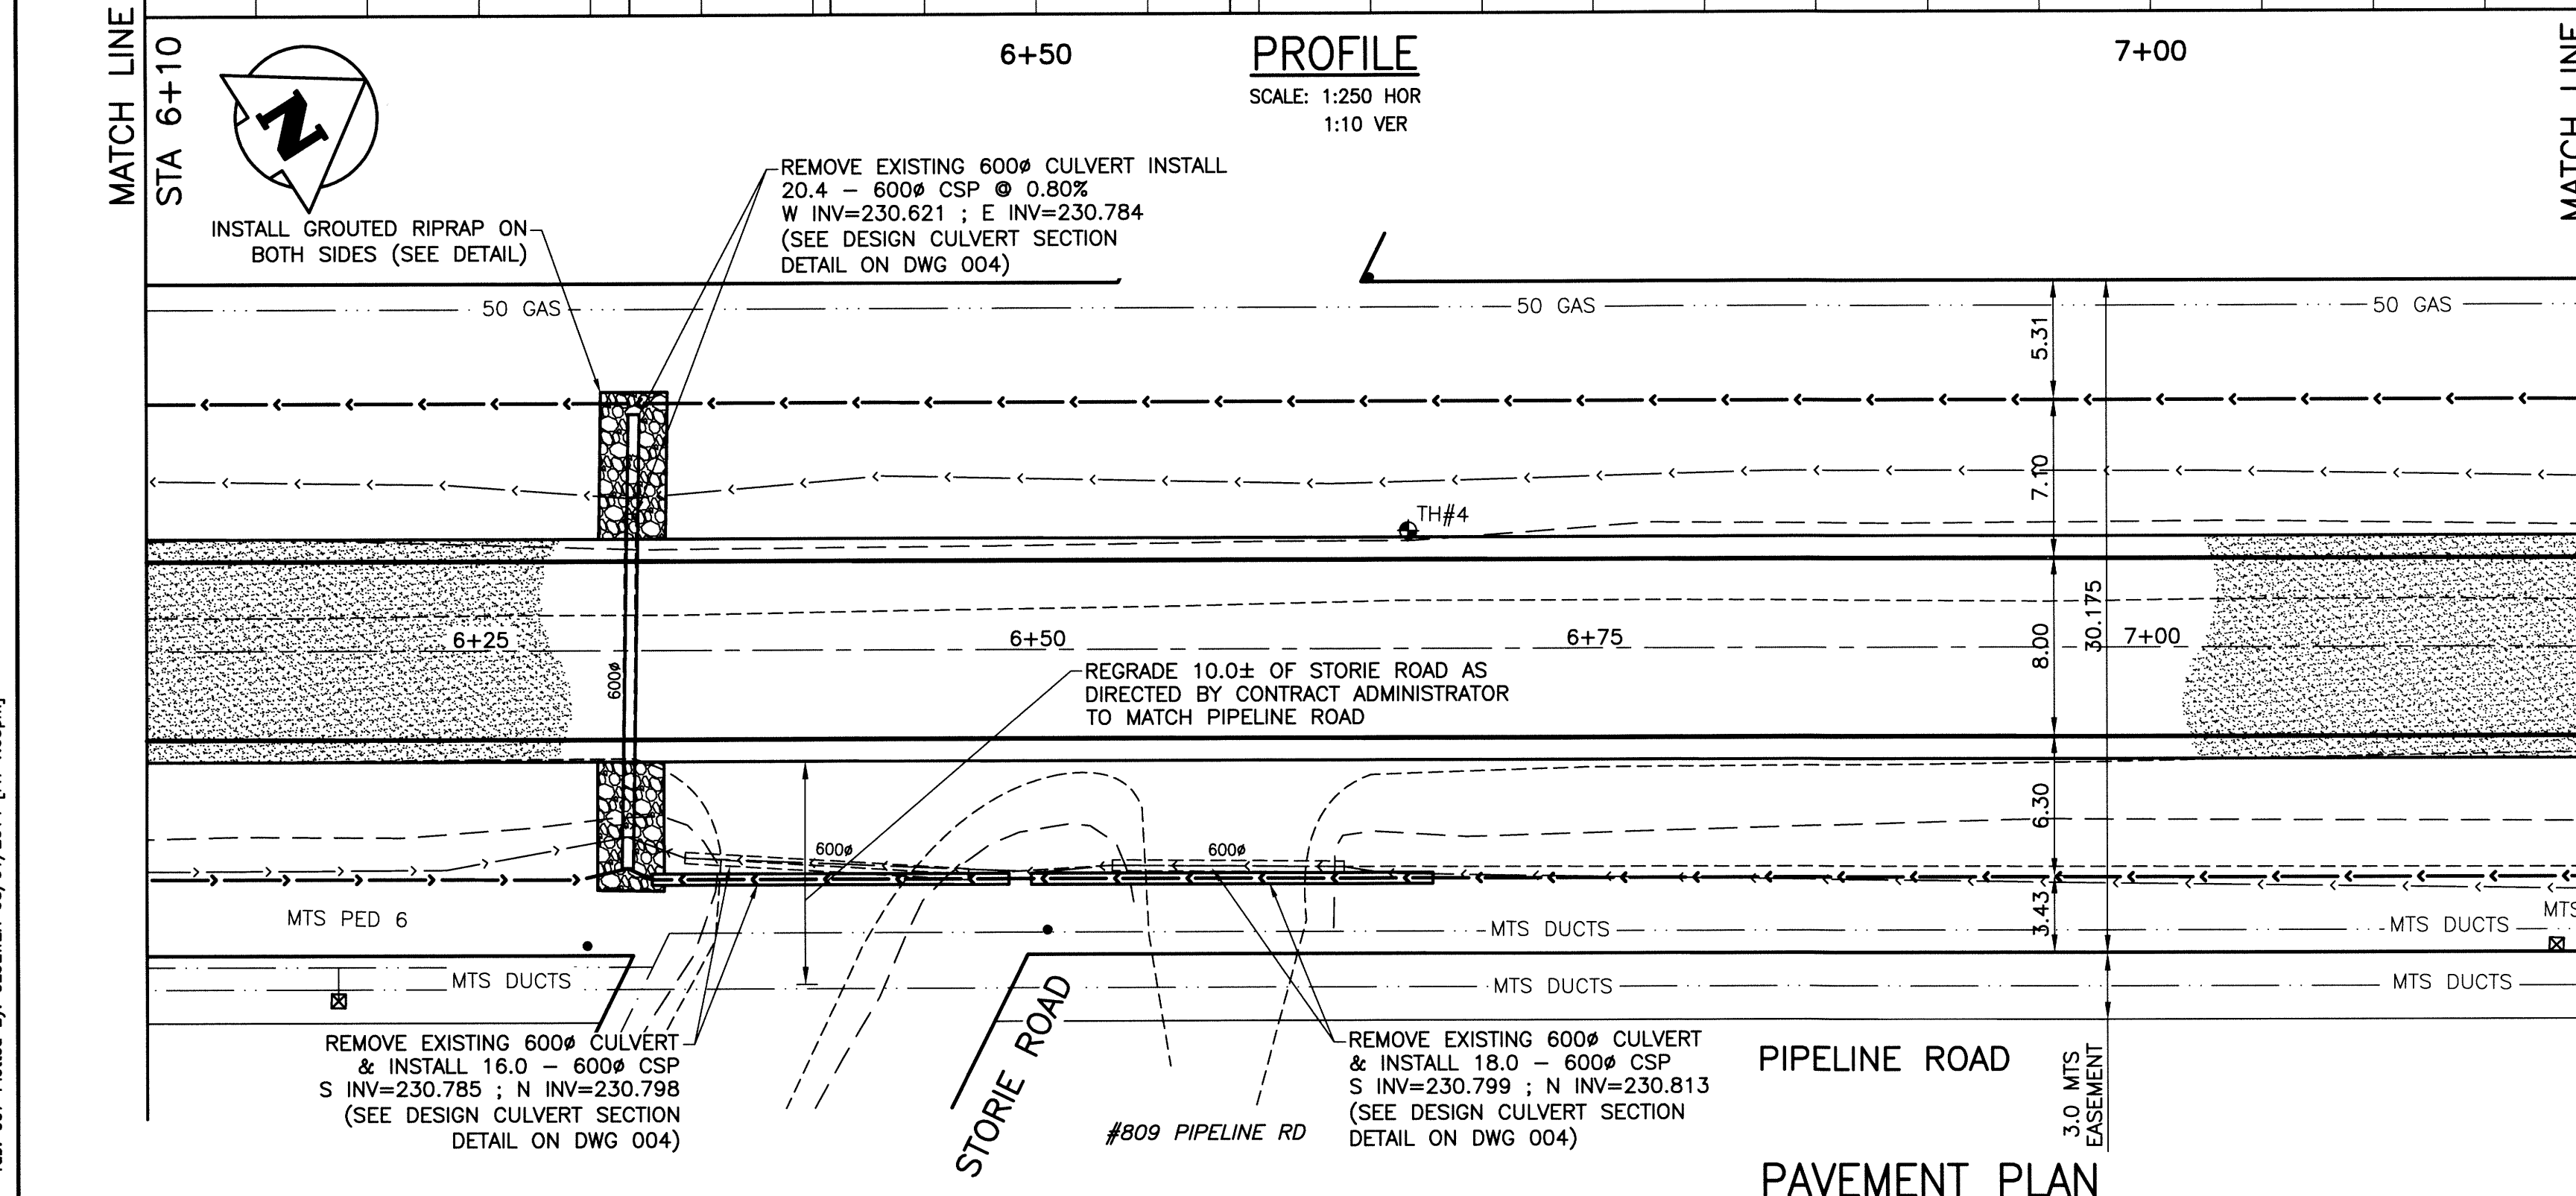 MATCH LINE
STA 6+10
6+50
PROFILE
SCALE: 1:250 HOR
1:10 VER
7+00
MATCH LINE
N
REMOVE EXISTING 600ø CULVERT INSTALL
20.4 – 600ø CSP @ 0.80%
W INV=230.621 ; E INV=230.784
(SEE DESIGN CULVERT SECTION
DETAIL ON DWG 004)
INSTALL GROUTED RIPRAP ON
BOTH SIDES (SEE DETAIL)
50 GAS
50 GAS
50 GAS
5.31
7.10
TH#4
8.00
30.175
6+25
6+50
6+75
7+00
600ø
REGRADE 10.0± OF STORIE ROAD AS
DIRECTED BY CONTRACT ADMINISTRATOR
TO MATCH PIPELINE ROAD
6.30
600ø
600ø
3.43
MTS PED 6
MTS DUCTS
MTS DUCTS
MTS
MTS DUCTS
MTS DUCTS
MTS DUCTS
REMOVE EXISTING 600ø CULVERT
& INSTALL 16.0 – 600ø CSP
S INV=230.785 ; N INV=230.798
(SEE DESIGN CULVERT SECTION
DETAIL ON DWG 004)
STORIE ROAD
#809 PIPELINE RD
REMOVE EXISTING 600ø CULVERT
& INSTALL 18.0 – 600ø CSP
S INV=230.799 ; N INV=230.813
(SEE DESIGN CULVERT SECTION
DETAIL ON DWG 004)
PIPELINE ROAD
3.0 MTS
EASEMENT
PAVEMENT PLAN